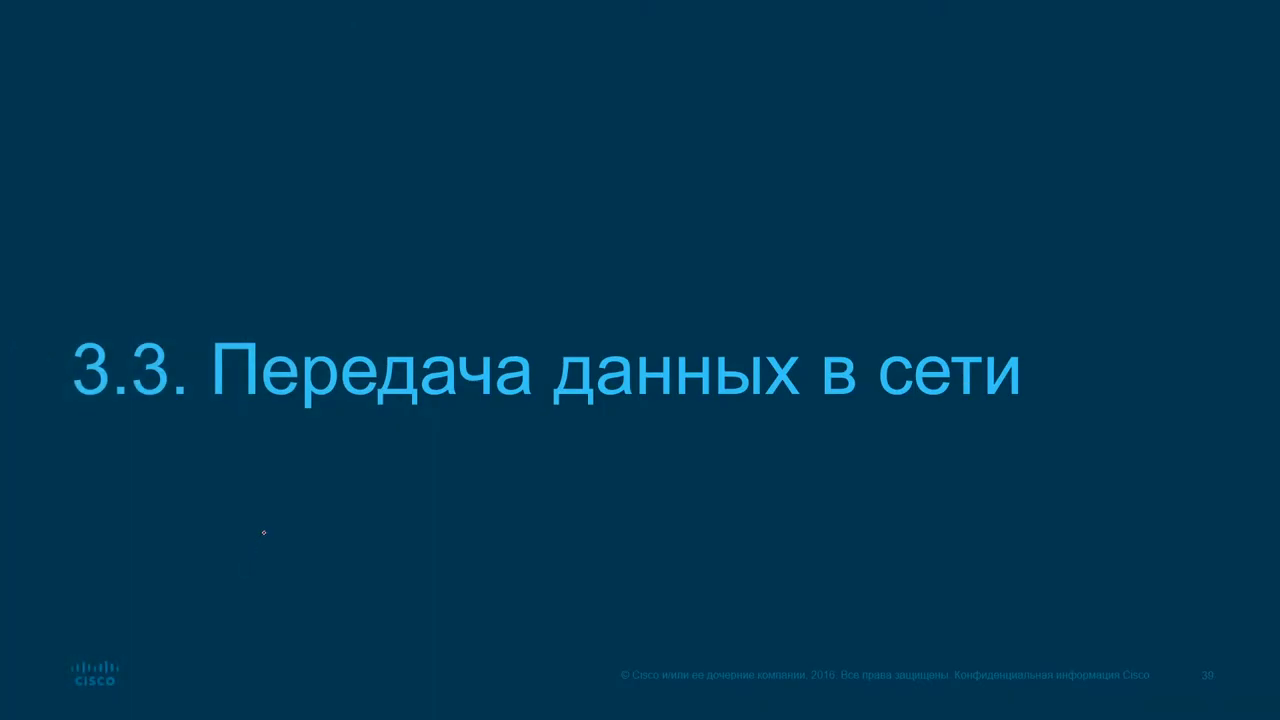 3.3. Передача данных в сети
CISCO
© Cisco и/или ее дочерние компании, 2016. Все права защищены. Конфиденциальная информация Cisco
39